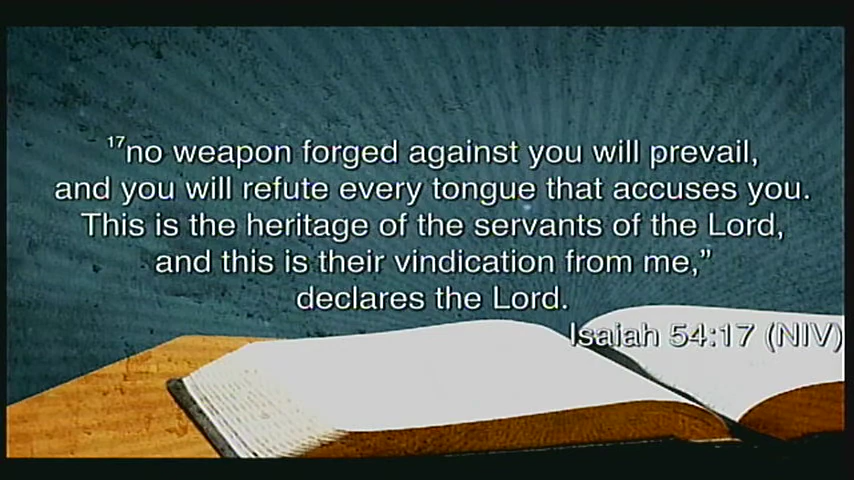 17no weapon forged against you will prevail,
and you will refute every tongue that accuses you.
This is the heritage of the servants of the Lord,
and this is their vindication from me,”
declares the Lord.
Isaiah 54:17 (NIV)